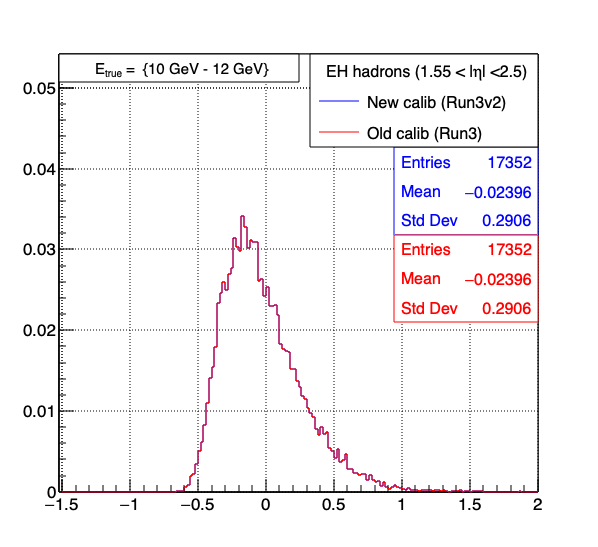 E_true = {10 GeV - 12 GeV}
EH hadrons (1.55 < |η| <2.5)
New calib (Run3v2)
Old calib (Run3)
Entries 17352
Mean −0.02396
Std Dev 0.2906
Entries 17352
Mean −0.02396
Std Dev 0.2906
0.05
0.04
0.03
0.02
0.01
0
−1.5 −1 −0.5 0 0.5 1 1.5 2